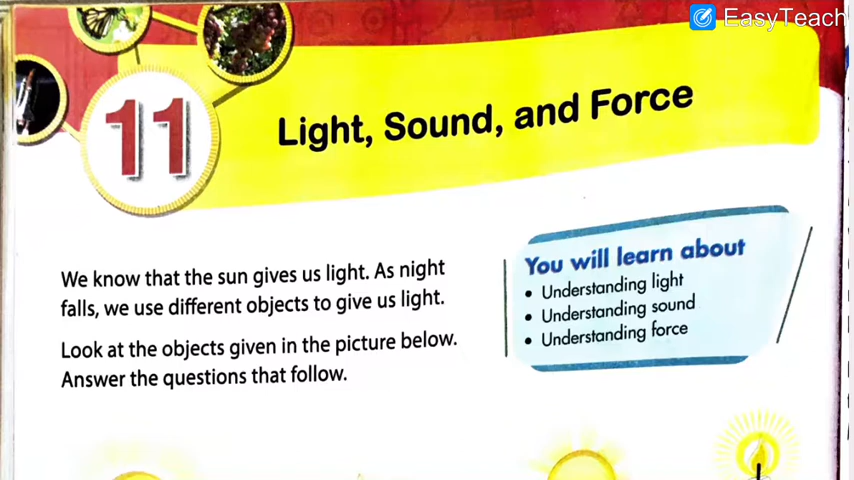 EasyTeach
11
Light, Sound, and Force
We know that the sun gives us light. As night
falls, we use different objects to give us light.
Look at the objects given in the picture below.
Answer the questions that follow.
You will learn about
• Understanding light
• Understanding sound
• Understanding force